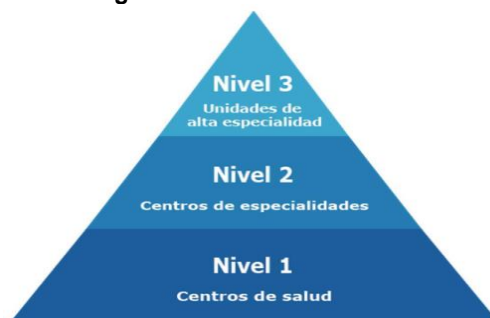 Nivel 3
Unidades de
alta especialidad
Nivel 2
Centros de especialidades
Nivel 1
Centros de salud